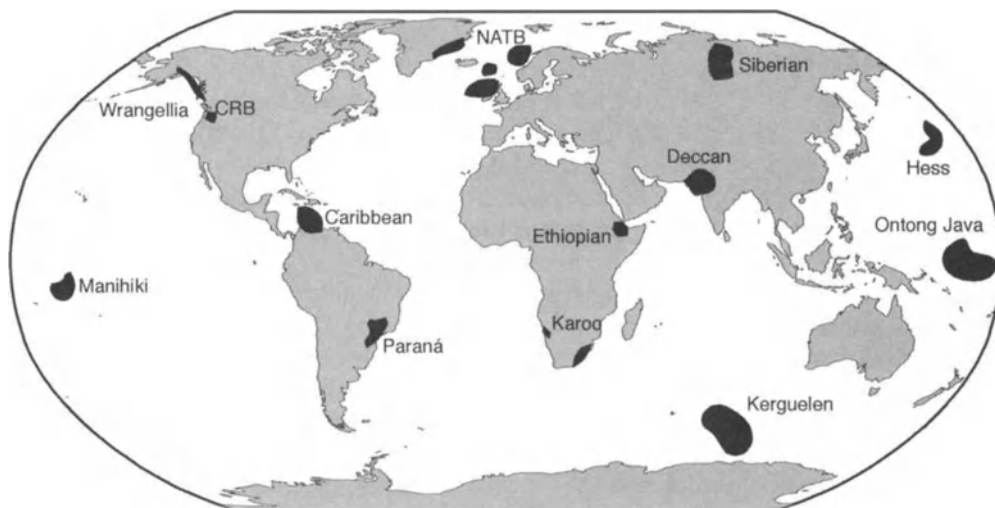 NATB
Siberian
Wrangellia
CRB
Hess
Deccan
Caribbean
Ethiopian
Ontong Java
Manihiki
Karoo
Paraná
Kerguelen